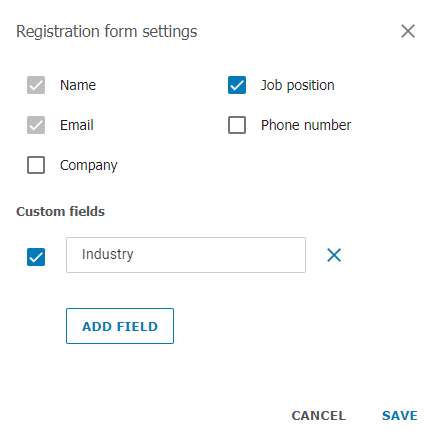 Registration form settings
Name
Job position
Email
Phone number
Company
Custom fields
Industry
ADD FIELD
CANCEL
SAVE